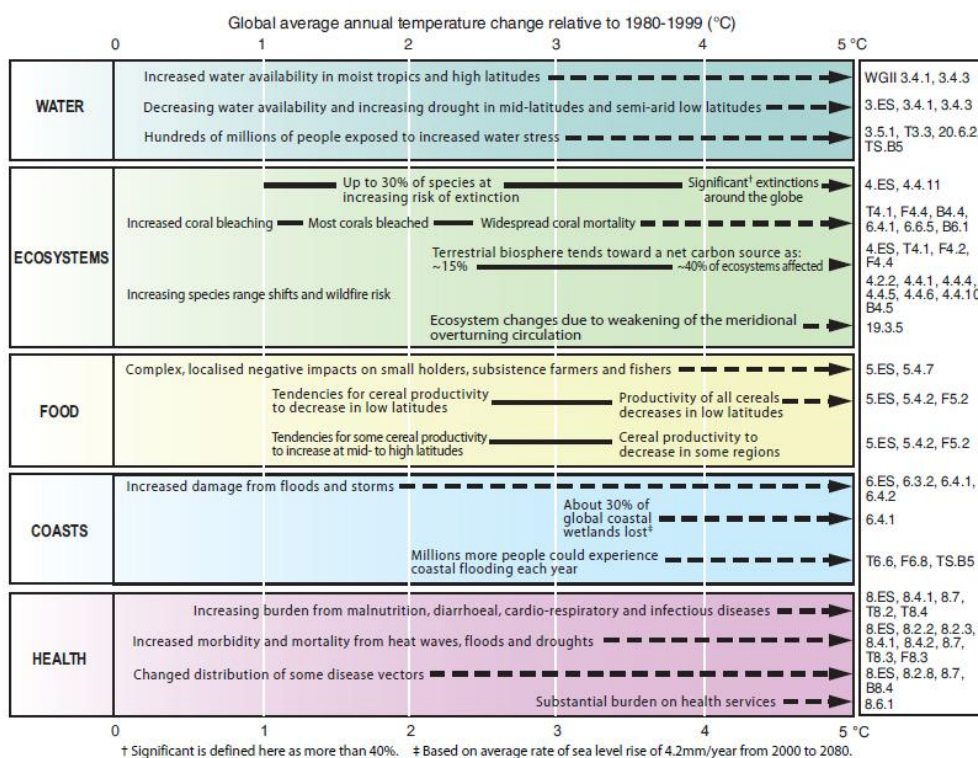 Global average annual temperature change relative to 1980-1999 (°C)
0 1 2 3 4 5 °C
WATER
Increased water availability in moist tropics and high latitudes
WGII 3.4.1, 3.4.3
Decreasing water availability and increasing drought in mid-latitudes and semi-arid low latitudes
3.ES, 3.4.1, 3.4.3
Hundreds of millions of people exposed to increased water stress
3.5.1, T3.3, 20.6.2,
TS.B5
ECOSYSTEMS
Up to 30% of species at
increasing risk of extinction
Significant† extinctions
around the globe
4.ES, 4.4.11
Increased coral bleaching
Most corals bleached
Widespread coral mortality
T4.1, F4.4, B4.4,
6.4.1, 6.6.5, B6.1
Terrestrial biosphere tends toward a net carbon source as:
~15%
~40% of ecosystems affected
4.ES, T4.1, F4.2,
F4.4
Increasing species range shifts and wildfire risk
4.2.2, 4.4.1, 4.4.4,
4.4.5, 4.4.6, 4.4.10,
B4.5
Ecosystem changes due to weakening of the meridional
overturning circulation
19.3.5
FOOD
Complex, localised negative impacts on small holders, subsistence farmers and fishers
5.ES, 5.4.7
Tendencies for cereal productivity
to decrease in low latitudes
Productivity of all cereals
decreases in low latitudes
5.ES, 5.4.2, F5.2
Tendencies for some cereal productivity
to increase at mid- to high latitudes
Cereal productivity to
decrease in some regions
5.ES, 5.4.2, F5.2
COASTS
Increased damage from floods and storms
6.ES, 6.3.2, 6.4.1,
6.4.2
About 30% of
global coastal
wetlands lost‡
6.4.1
Millions more people could experience
coastal flooding each year
T6.6, F6.8, TS.B5
HEALTH
Increasing burden from malnutrition, diarrhoeal, cardio-respiratory and infectious diseases
8.ES, 8.4.1, 8.7,
T8.2, T8.4
Increased morbidity and mortality from heat waves, floods and droughts
8.ES, 8.2.2, 8.2.3,
8.4.1, 8.4.2, 8.7,
T8.3, F8.3
Changed distribution of some disease vectors
8.ES, 8.2.8, 8.7,
B8.4
Substantial burden on health services
8.6.1
0 1 2 3 4 5 °C
† Significant is defined here as more than 40%. ‡ Based on average rate of sea level rise of 4.2mm/year from 2000 to 2080.